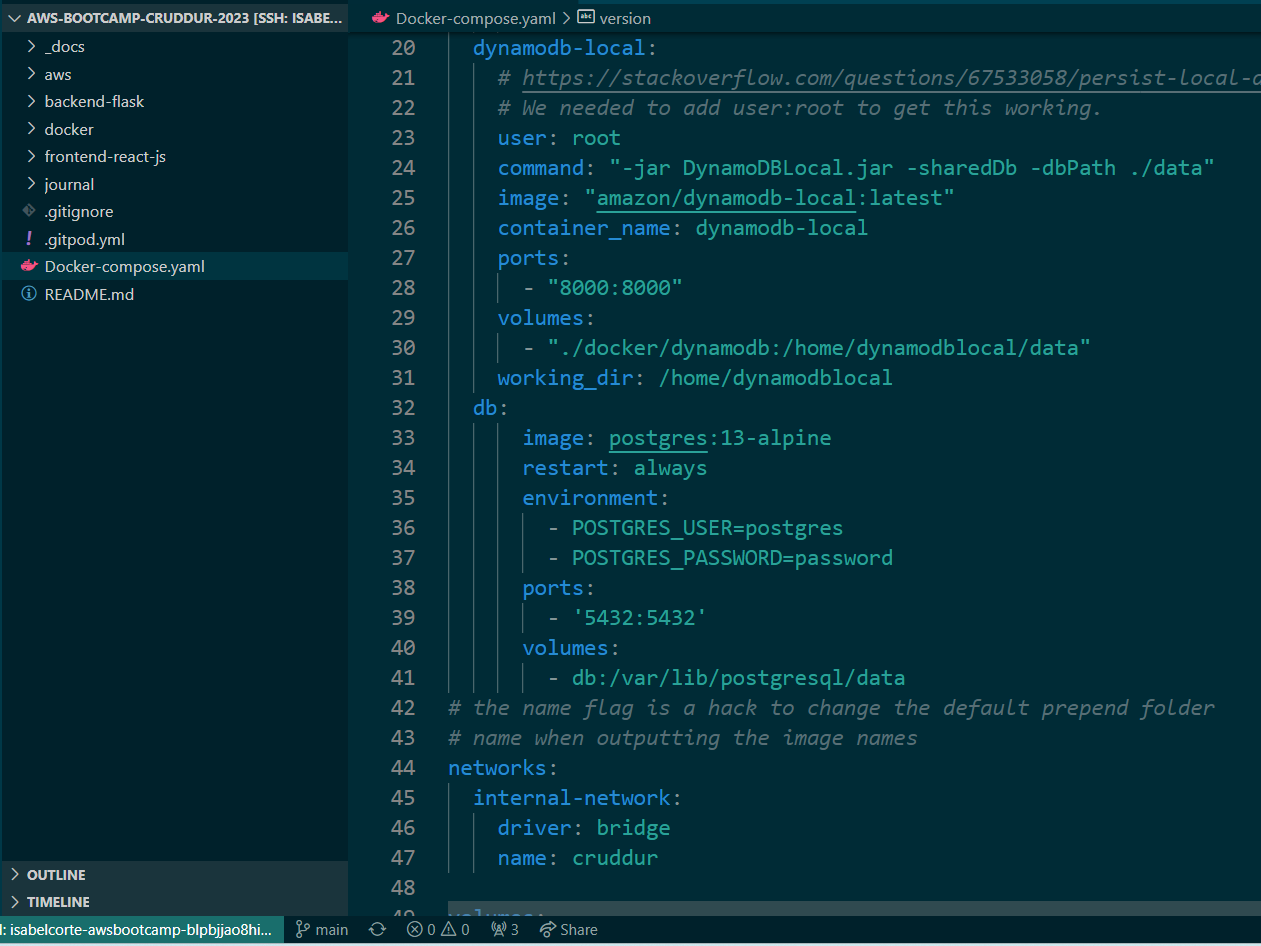 AWS-BOOTCAMP-CRUDDUR-2023 [SSH: ISABE...
_docs
aws
backend-flask
docker
frontend-react-js
journal
.gitignore
! .gitpod.yml
Docker-compose.yaml
README.md
OUTLINE
TIMELINE
Docker-compose.yaml > abc version
20 dynamodb-local:
21 # https://stackoverflow.com/questions/67533058/persist-local-
22 # We needed to add user:root to get this working.
23 user: root
24 command: "-jar DynamoDBLocal.jar -sharedDb -dbPath ./data"
25 image: "amazon/dynamodb-local:latest"
26 container_name: dynamodb-local
27 ports:
28 - "8000:8000"
29 volumes:
30 - "./docker/dynamodb:/home/dynamodblocal/data"
31 working_dir: /home/dynamodblocal
32 db:
33 image: postgres:13-alpine
34 restart: always
35 environment:
36 - POSTGRES_USER=postgres
37 - POSTGRES_PASSWORD=password
38 ports:
39 - '5432:5432'
40 volumes:
41 - db:/var/lib/postgresql/data
42 # the name flag is a hack to change the default prepend folder
43 # name when outputting the image names
44 networks:
45 internal-network:
46 driver: bridge
47 name: cruddur
48
49 volumes:
: isabelcorte-awsbootcamp-blpbjjao8hi... main 0 0 3 Share